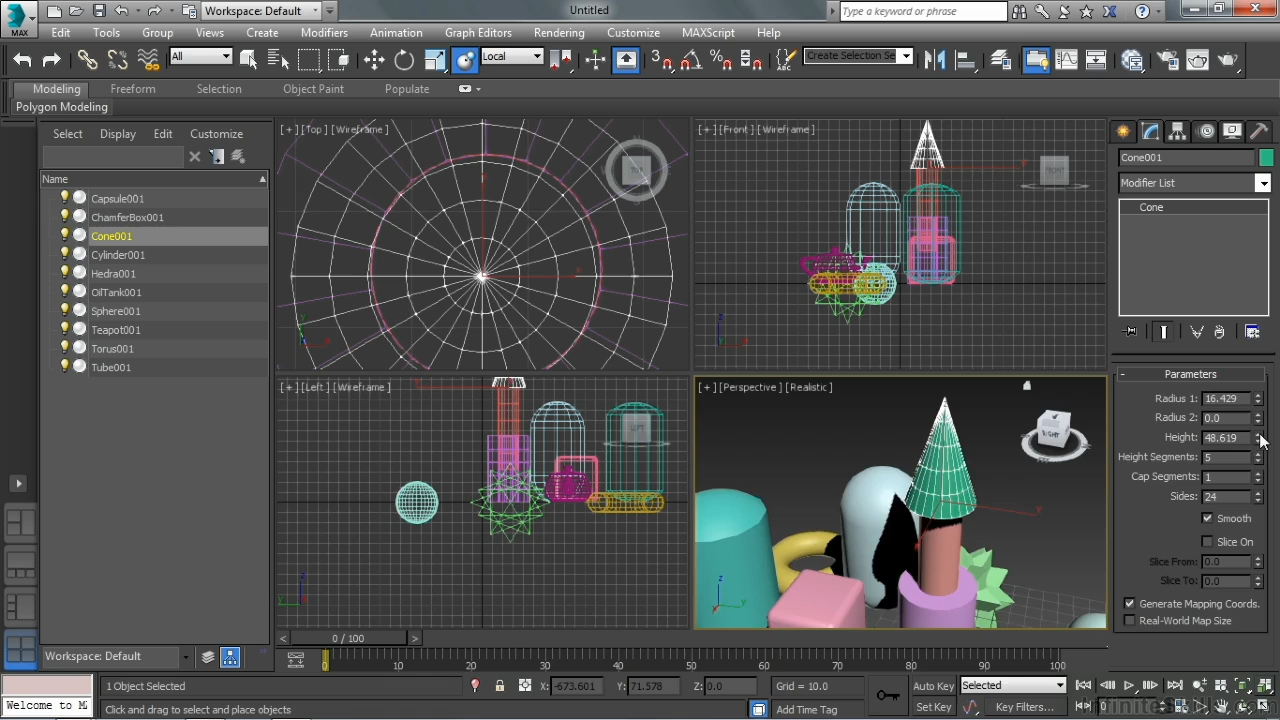 MAX
Workspace: Default
Untitled
Type a keyword or phrase
Edit Tools Group Views Create Modifiers Animation Graph Editors Rendering Customize MAXScript Help
All Local Create Selection Se
Modeling Freeform Selection Object Paint Populate
Polygon Modeling
Select Display Edit Customize
Name
Capsule001
ChamferBox001
Cone001
Cylinder001
Hedra001
OilTank001
Sphere001
Teapot001
Torus001
Tube001
[ + ] [ Top ] [ Wireframe ]
TOP
[ + ] [ Front ] [ Wireframe ]
FRONT
[ + ] [ Left ] [ Wireframe ]
LEFT
[ + ] [ Perspective ] [ Realistic ]
RIGHT
Cone001
Modifier List
Cone
- Parameters
Radius 1: 16.429
Radius 2: 0.0
Height: 48.619
Height Segments: 5
Cap Segments: 1
Sides: 24
Smooth
Slice On
Slice From: 0.0
Slice To: 0.0
Generate Mapping Coords.
Real-World Map Size
< 0 / 100 >
Workspace: Default
0 10 20 30 40 50 60 70 80 90 100
1 Object Selected X: -673.601 Y: 71.578 Z: 0.0 Grid = 10.0 Auto Key Selected
Welcome to M Click and drag to select and place objects Add Time Tag Set Key Key Filters... 0